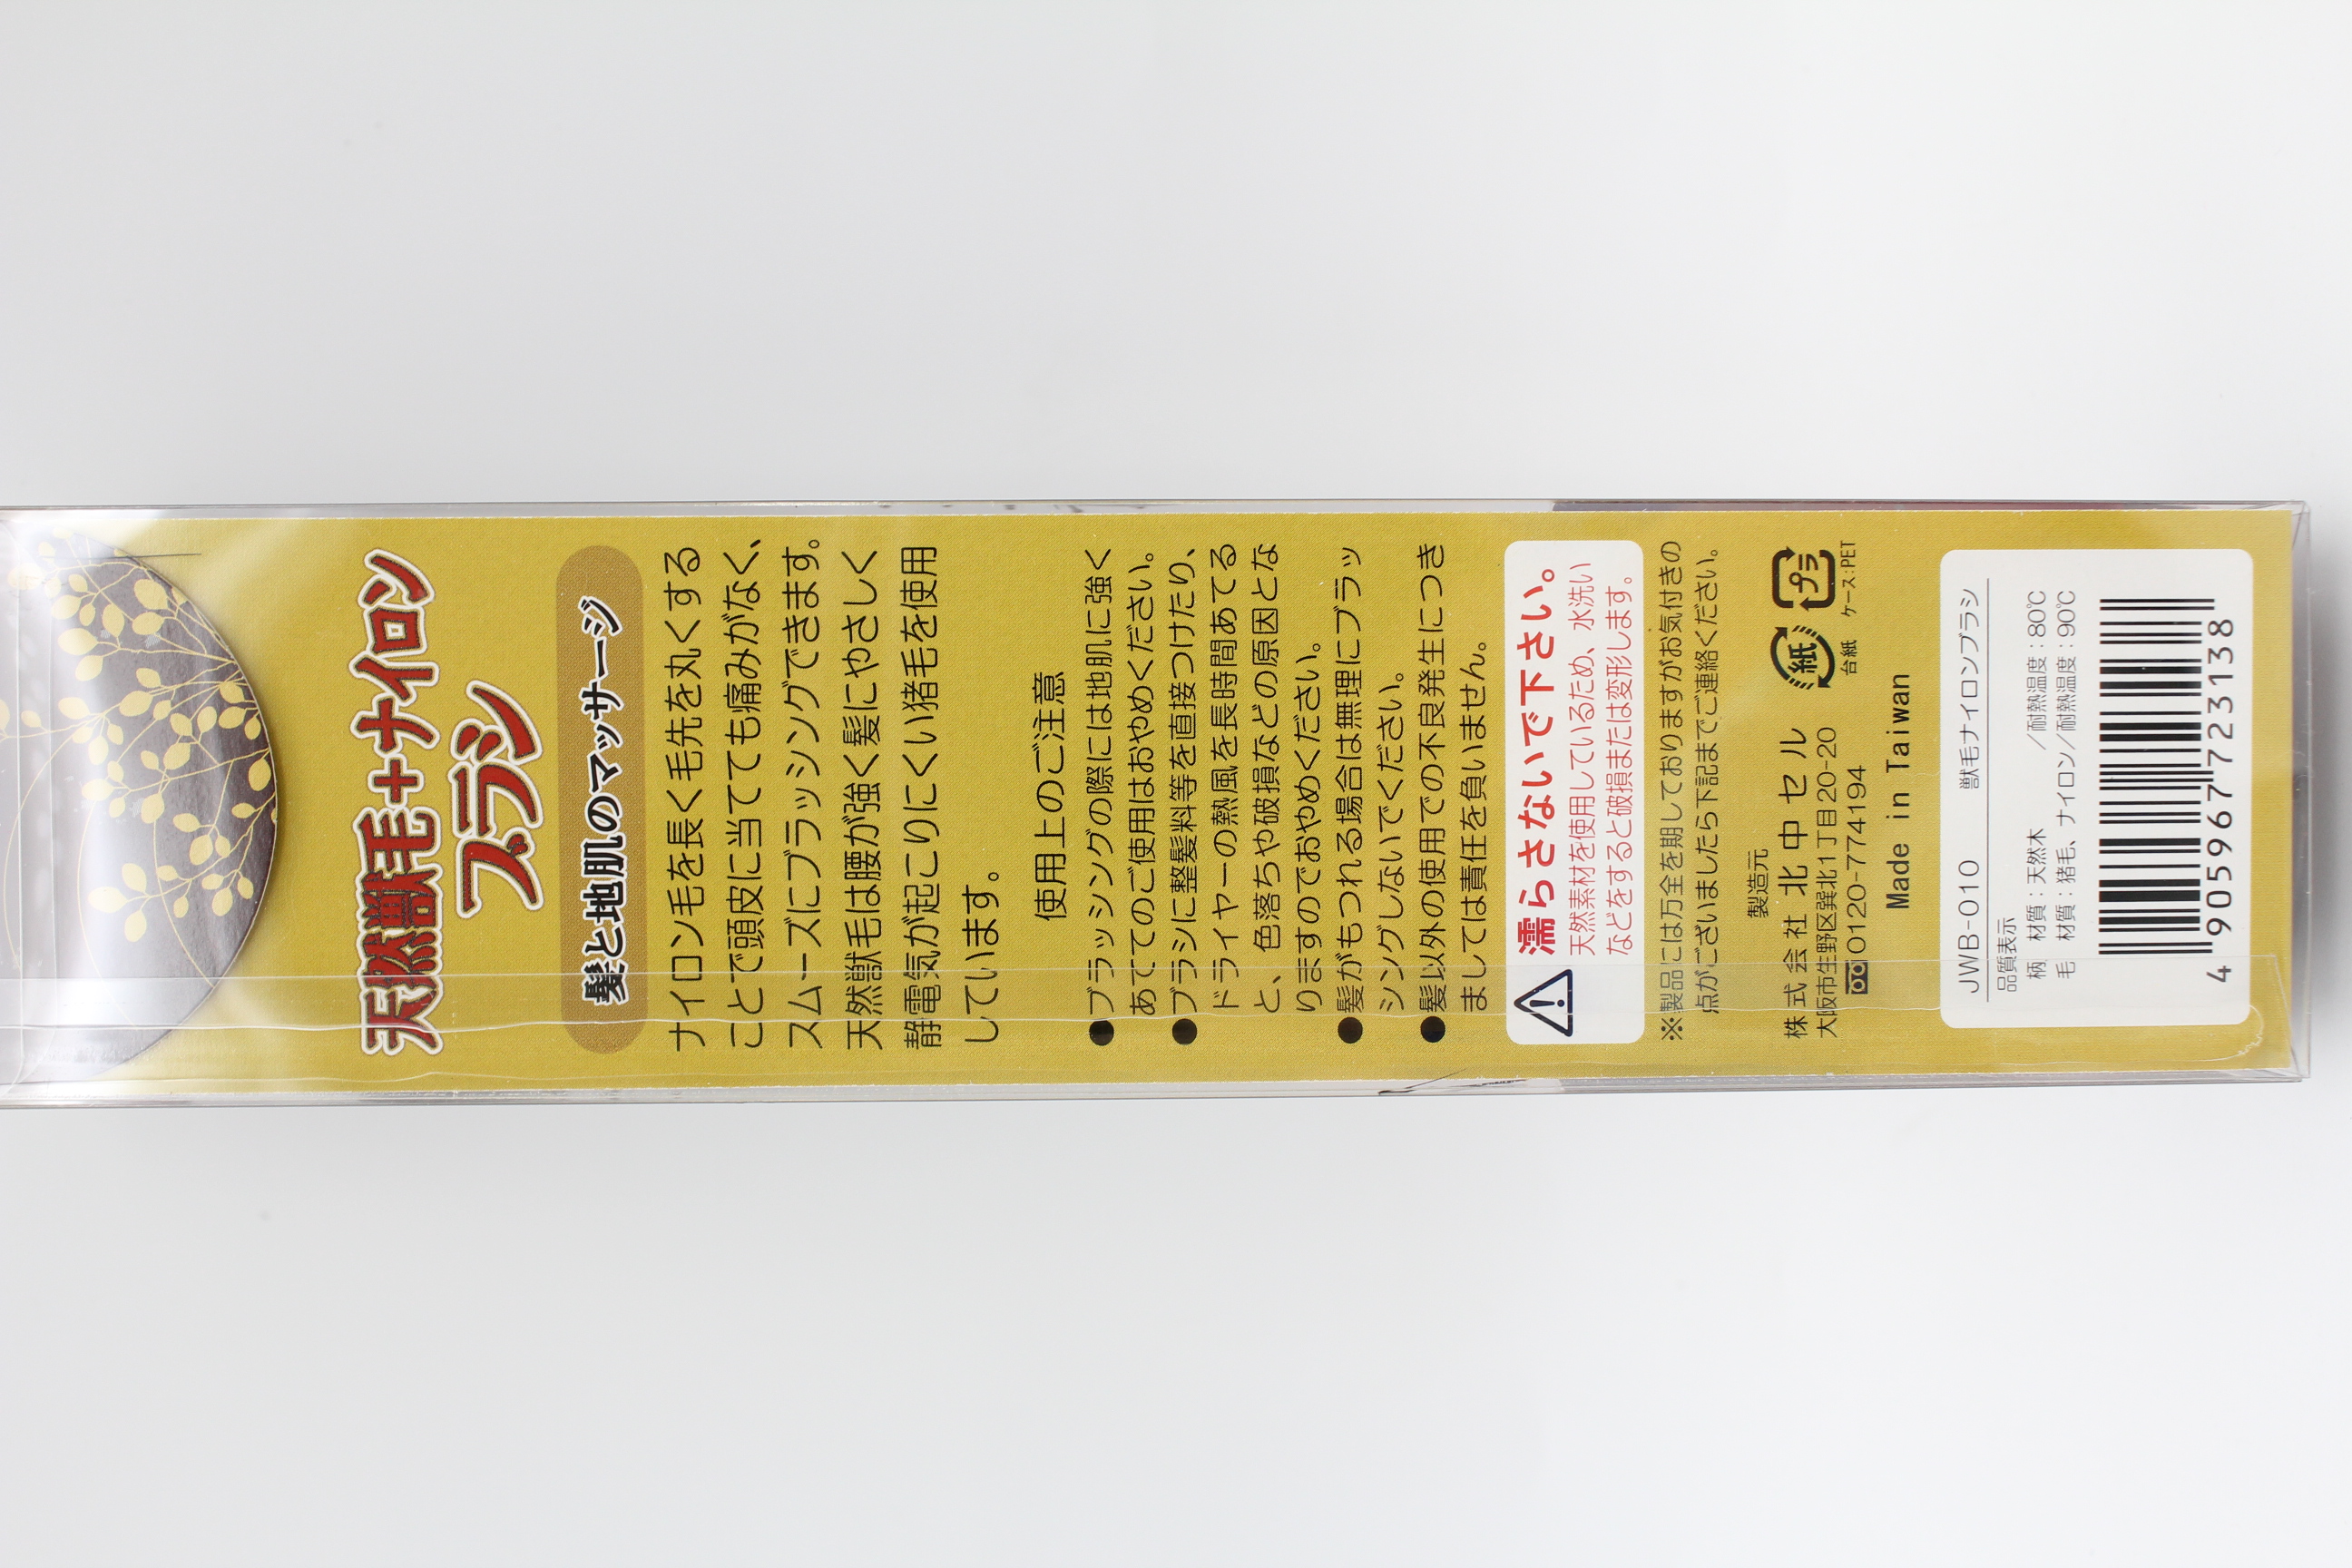 天然獣毛+ナイロン
ブラシ
髪と地肌のマッサージ
ナイロン毛を長く毛先を丸くする
ことで頭皮に当てても痛みがなく、
スムーズにブラッシングできます。
天然獣毛は腰が強く髪にやさしく
静電気が起こりにくい猪毛を使用
しています。
使用上のご注意
●ブラッシングの際には地肌に強く
あててのご使用はおやめください。
●ブラシに整髪料等を直接つけたり、
ドライヤーの熱風を長時間あてる
と、色落ちや破損などの原因とな
りますのでおやめください。
●髪がもつれる場合は無理にブラッ
シングしないでください。
●髪以外の使用での不良発生につき
ましては責任を負いません。
濡らさないで下さい。
天然素材を使用しているため、水洗い
などをすると破損または変形します。
※製品には万全を期しておりますがお気付きの
点がございましたら下記までご連絡ください。
製造元
株式会社 北中セル
大阪市生野区巽北1丁目20-20
0120-774194
紙 プラ
台紙 ケース:PET
Made in Taiwan
JWB-010 獣毛ナイロンブラシ
品質表示
柄 材質:天然木 /耐熱温度:80℃
毛 材質:猪毛、ナイロン/耐熱温度:90℃
4 905967 723138